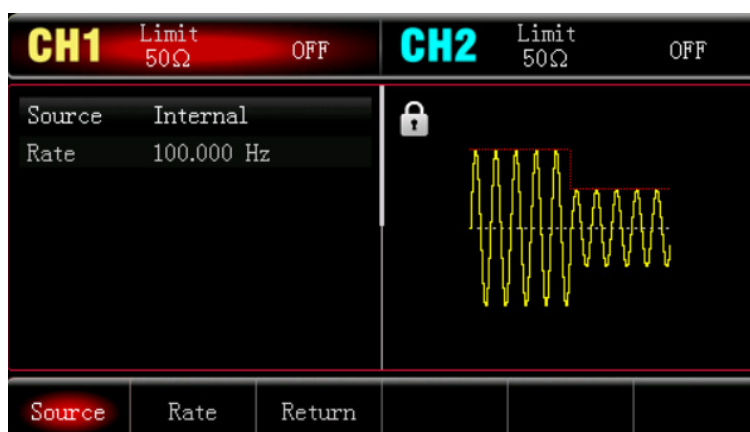 CH1 Limit 50Ω OFF CH2 Limit 50Ω OFF
Source Internal
Rate 100.000 Hz
Source Rate Return